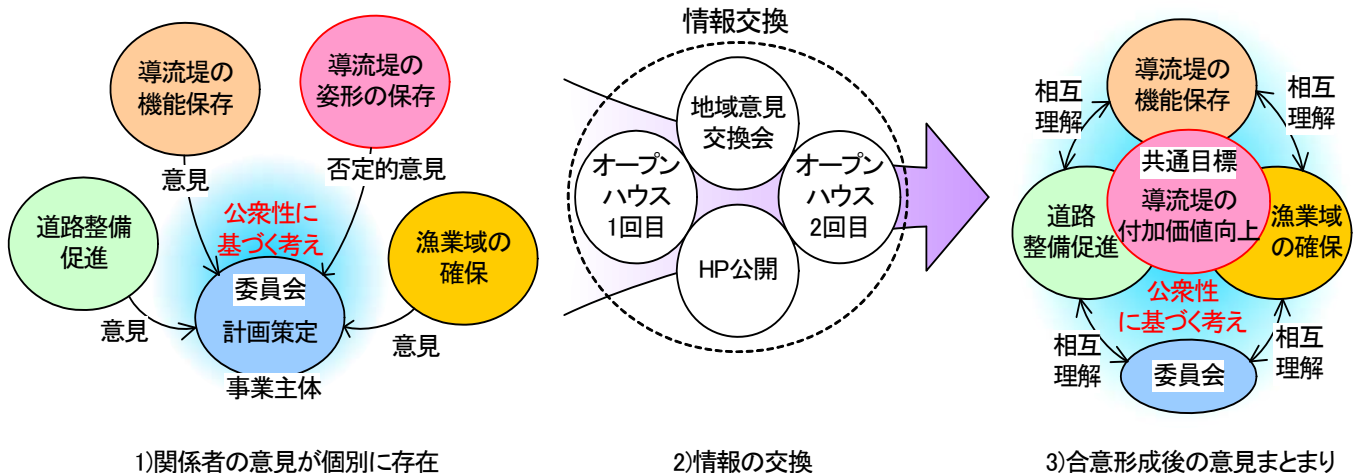 導流堤の
機能保存
導流堤の
姿形の保存
意見
否定的意見
道路整備
促進
公衆性に
基づく考え
漁業域の
確保
委員会
計画策定
意見
意見
事業主体
1)関係者の意見が個別に存在
情報交換
地域意見
交換会
オープン
ハウス
1回目
オープン
ハウス
2回目
HP公開
2)情報の交換
導流堤の
機能保存
相互
理解
相互
理解
共通目標
導流堤の
付加価値向上
道路
整備促進
漁業域
の確保
公衆性
に基づく考え
相互
理解
相互
理解
委員会
3)合意形成後の意見まとまり